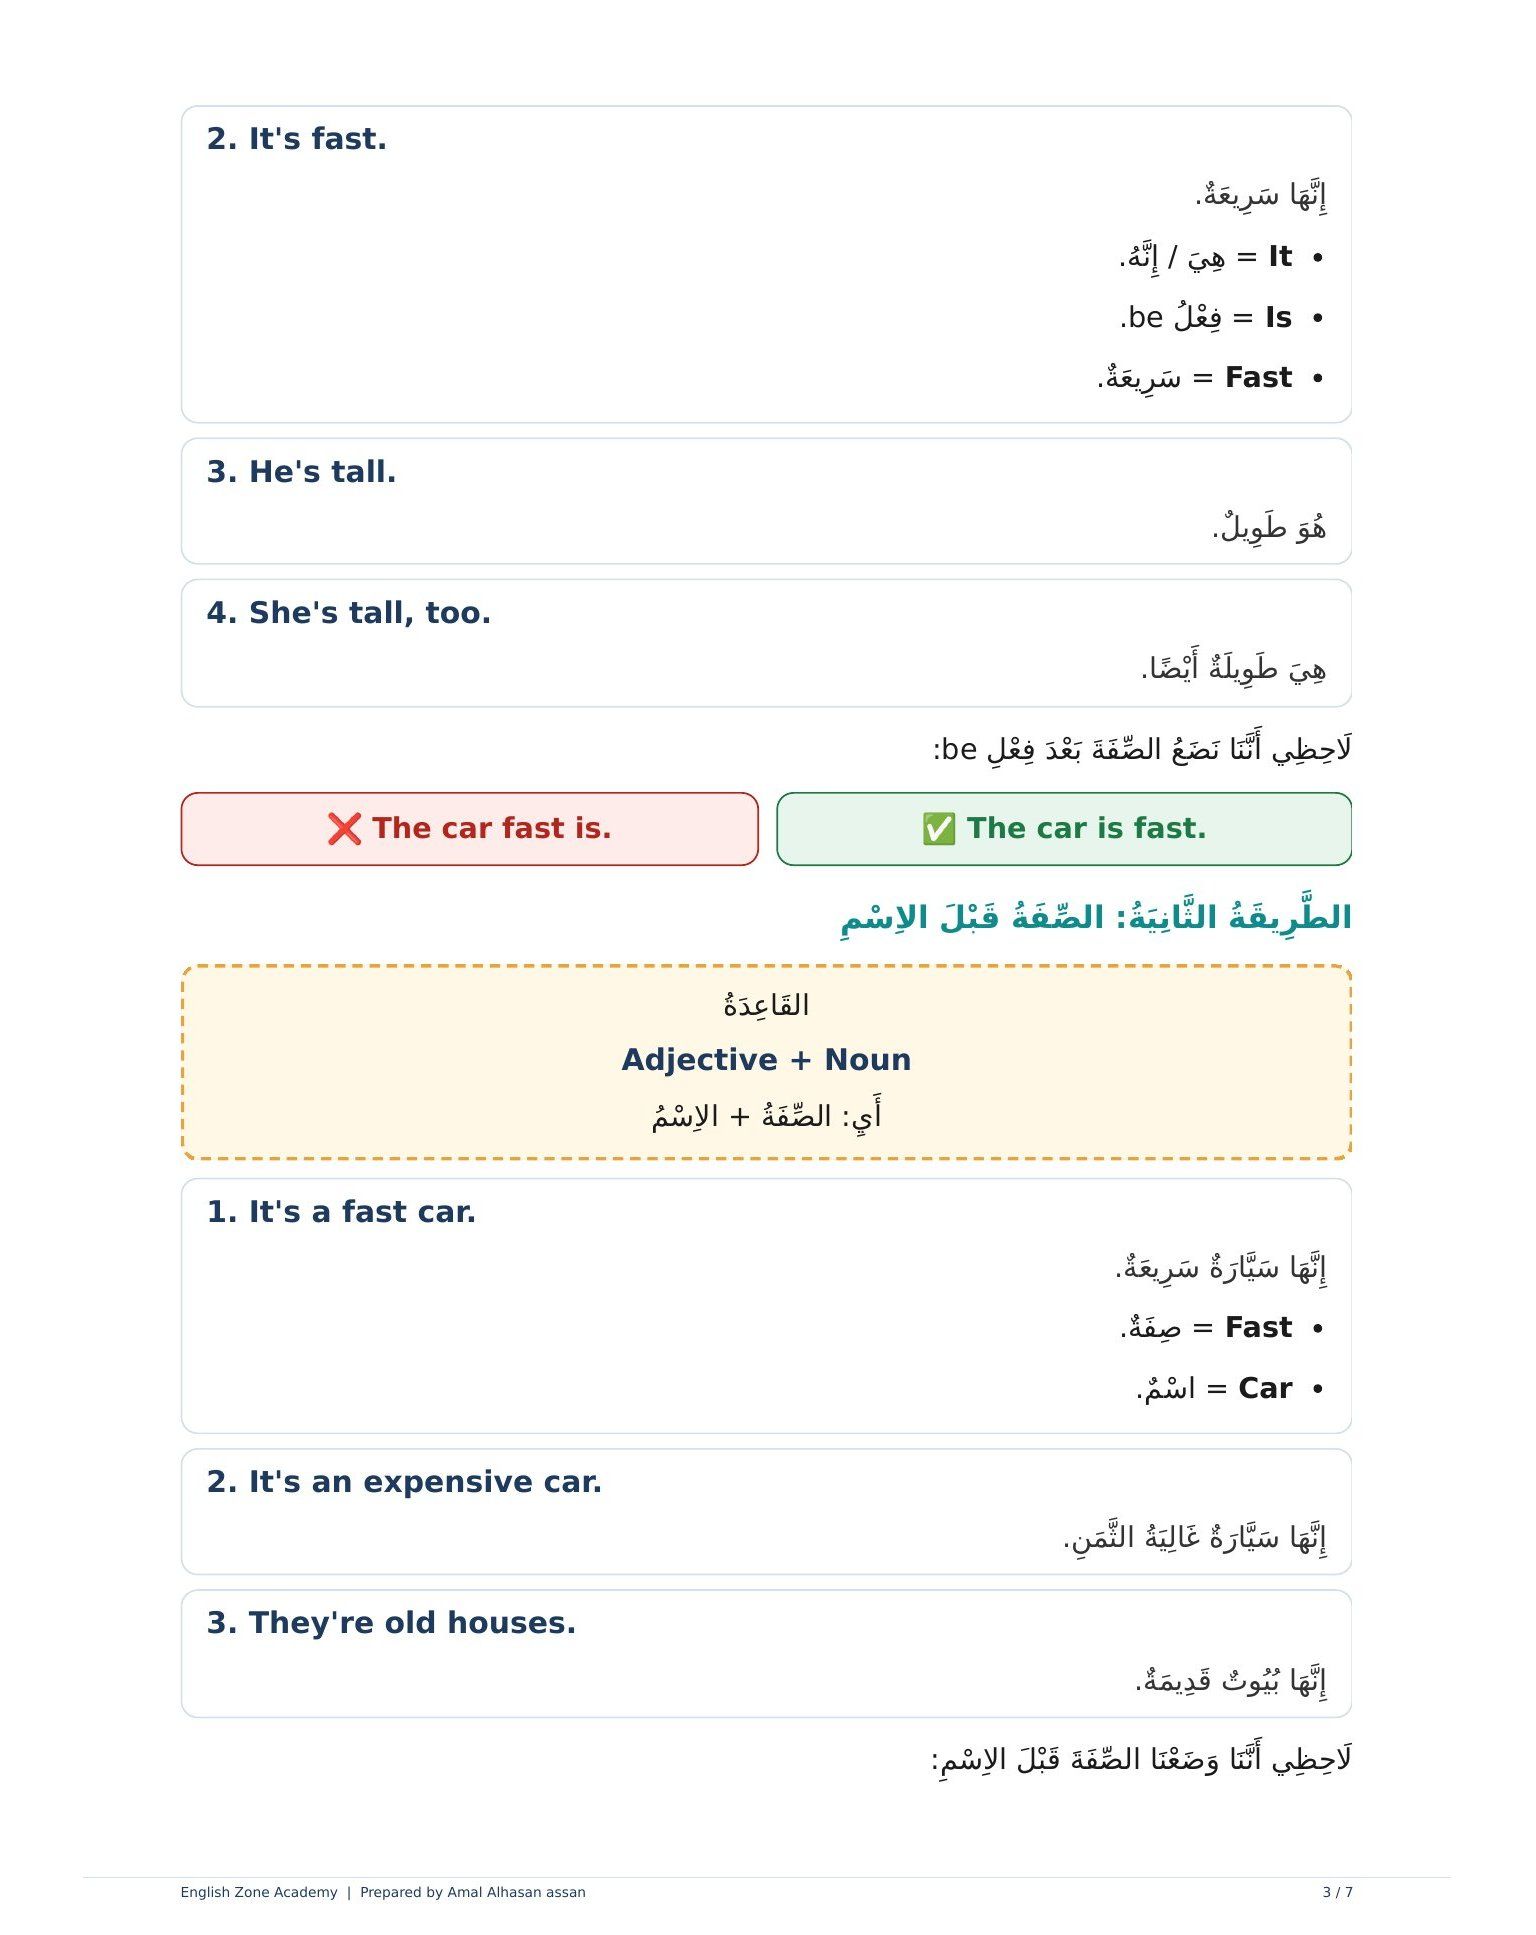 2. It's fast.
إِنَّهَا سَرِيعَةٌ.
• It = هِيَ / إِنَّهُ.
• Is = فِعْلُ be.
• Fast = سَرِيعَةٌ.
3. He's tall.
هُوَ طَوِيلٌ.
4. She's tall, too.
هِيَ طَوِيلَةٌ أَيْضًا.
لَاحِظِي أَنَّنَا نَضَعُ الصِّفَةَ بَعْدَ فِعْلِ be:
✅ The car is fast.
❌ The car fast is.
الطَّرِيقَةُ الثَّانِيَةُ: الصِّفَةُ قَبْلَ الاِسْمِ
القَاعِدَةُ
Adjective + Noun
أَيِ: الصِّفَةُ + الاِسْمُ
1. It's a fast car.
إِنَّهَا سَيَّارَةٌ سَرِيعَةٌ.
• Fast = صِفَةٌ.
• Car = اسْمٌ.
2. It's an expensive car.
إِنَّهَا سَيَّارَةٌ غَالِيَةُ الثَّمَنِ.
3. They're old houses.
إِنَّهَا بُيُوتٌ قَدِيمَةٌ.
لَاحِظِي أَنَّنَا وَضَعْنَا الصِّفَةَ قَبْلَ الاِسْمِ:
English Zone Academy | Prepared by Amal Alhasan assan
3 / 7